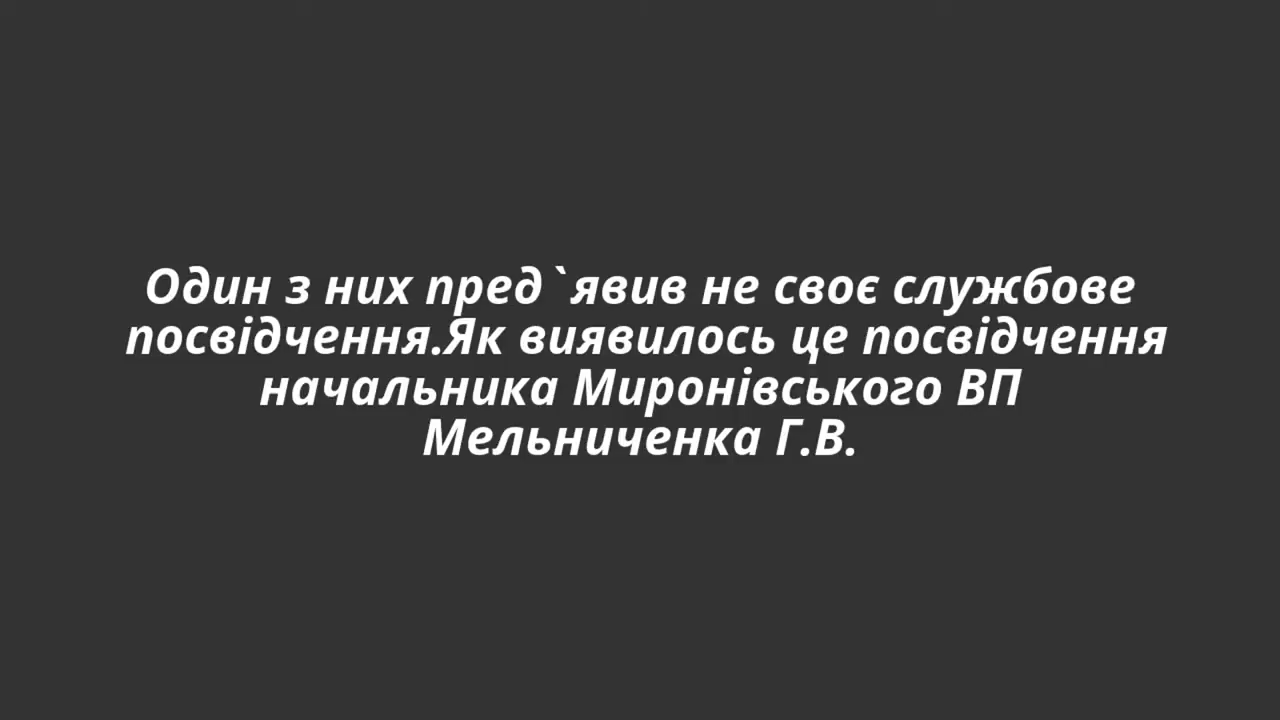 Один з них пред`явив не своє службове
посвідчення.Як виявилось це посвідчення
начальника Миронівського ВП
Мельниченка Г.В.